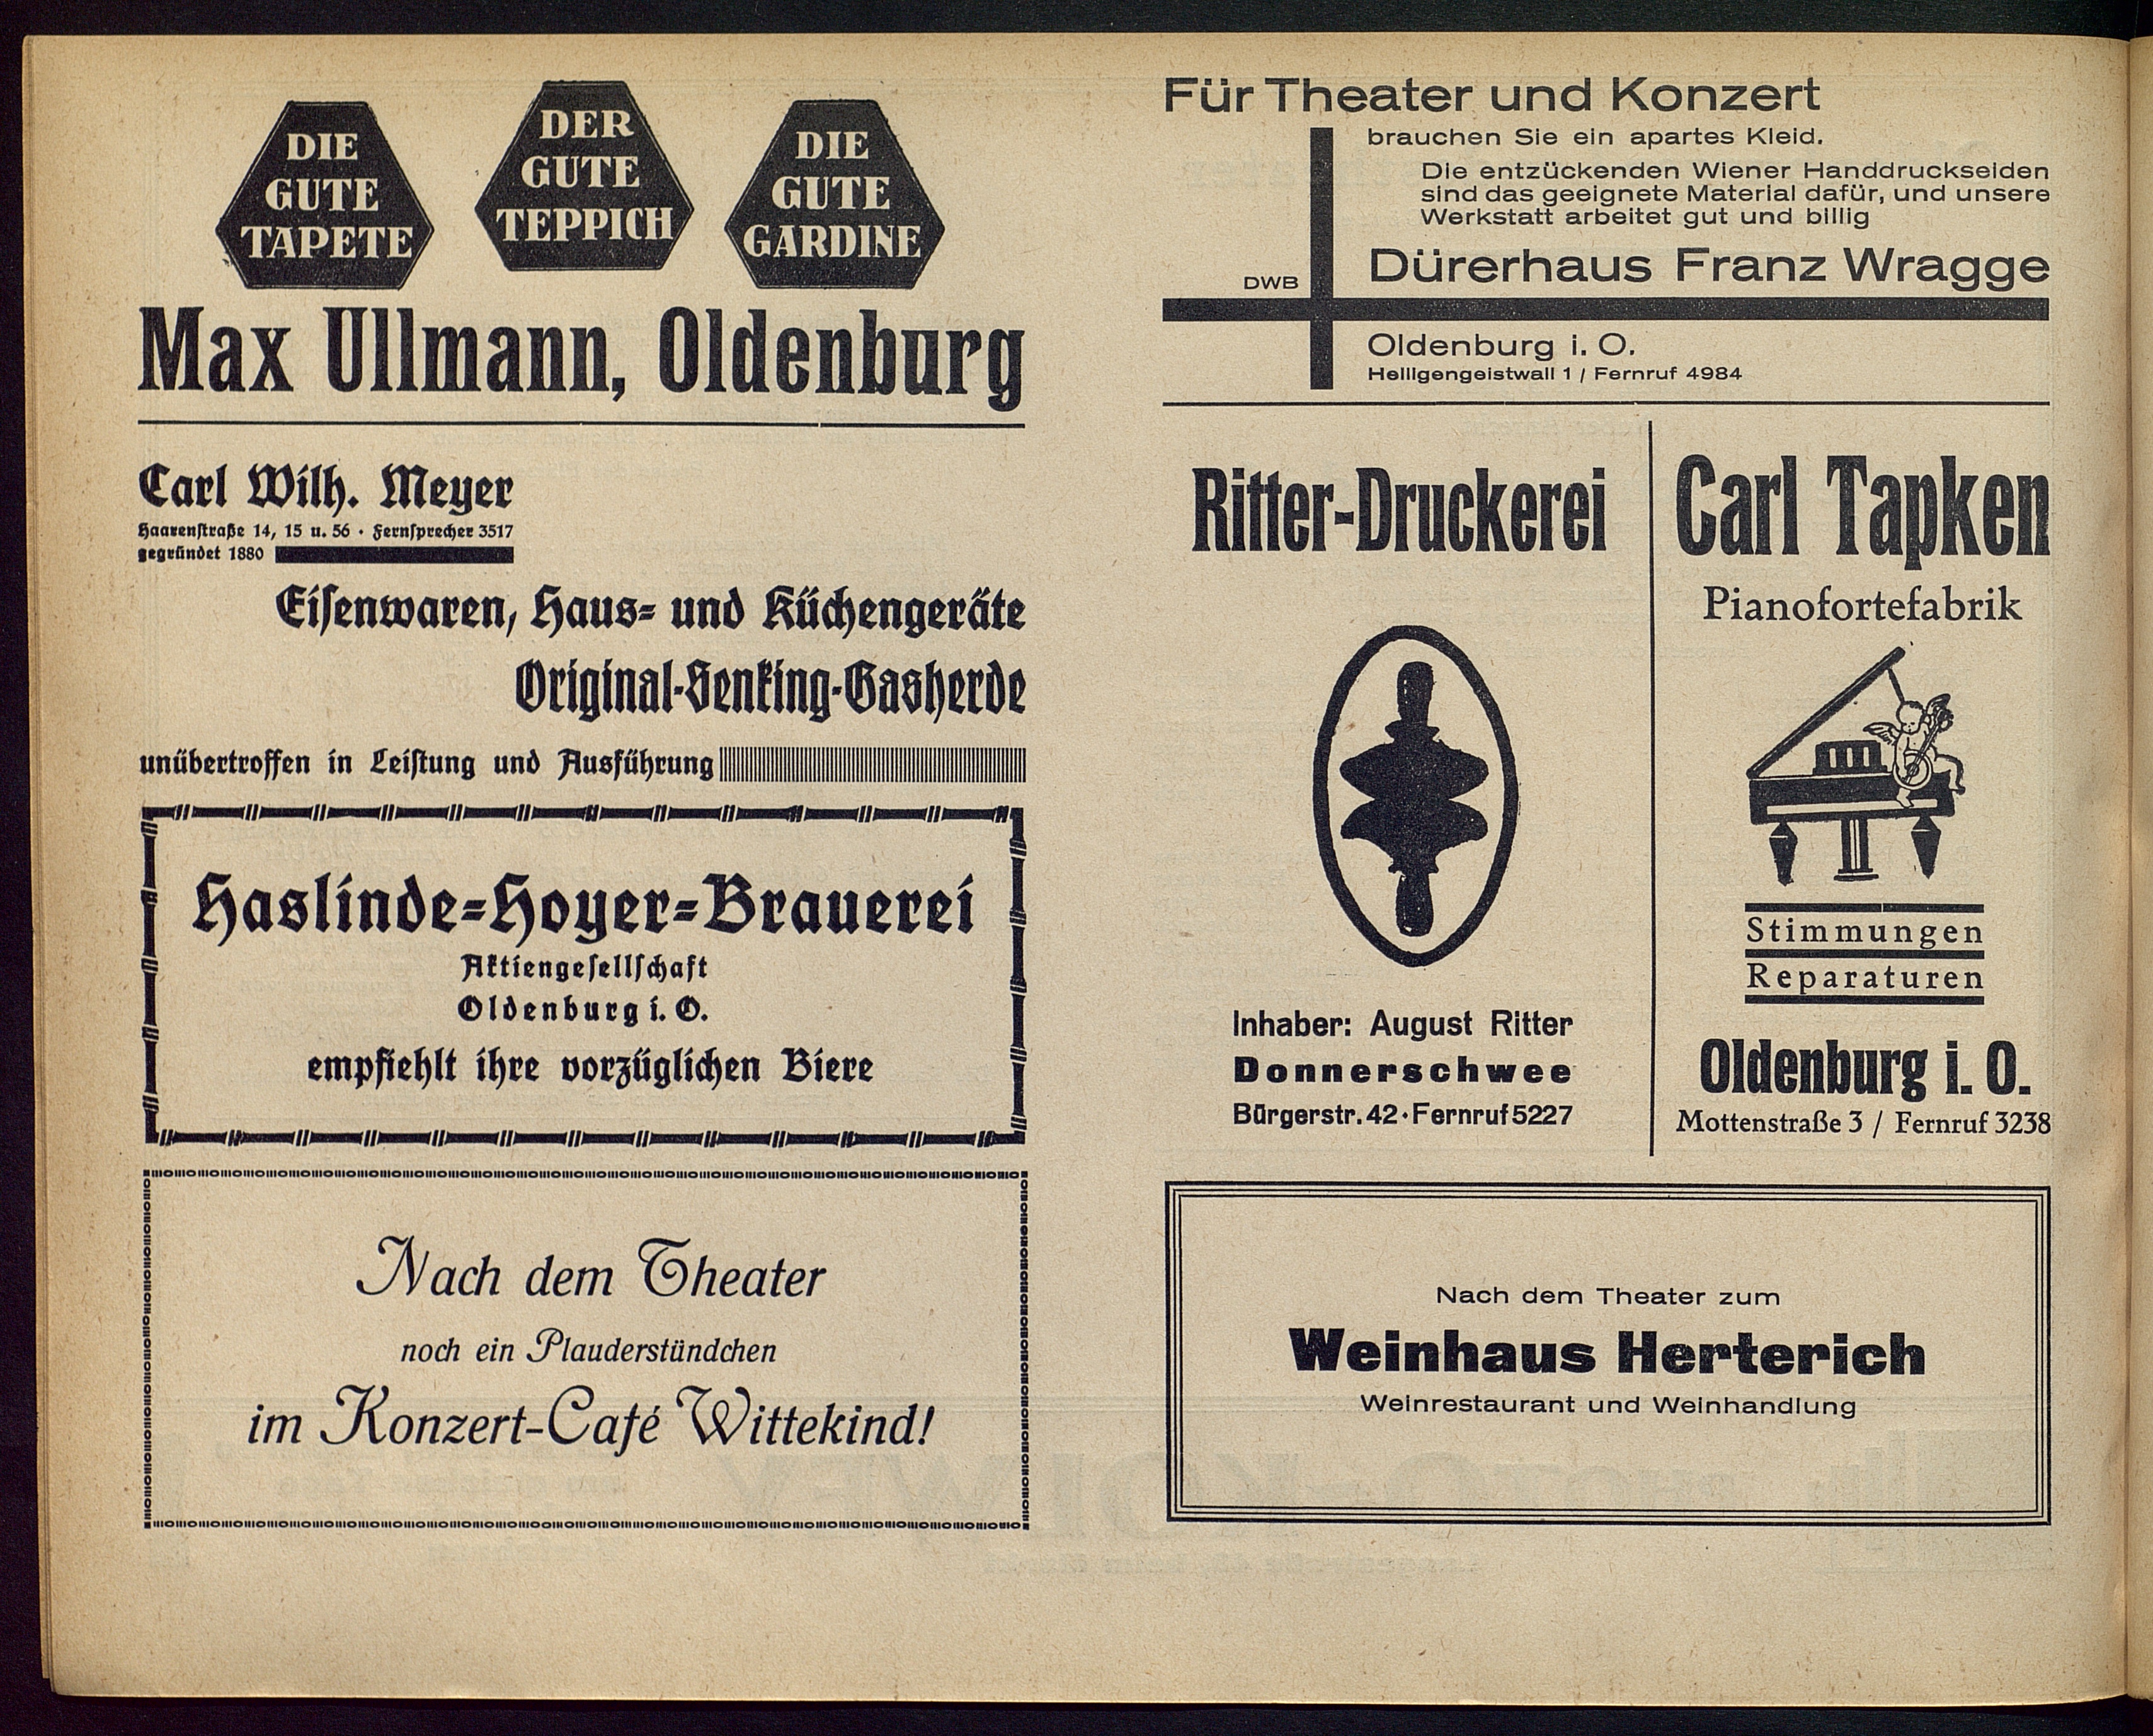 DIE
GUTE
TAPETE
DER
GUTE
TEPPICH
DIE
GUTE
GARDINE
Max Ullmann, Oldenburg
Carl Wilh. Meyer
Haarenstraße 14, 15 u. 56 · Fernsprecher 3517
gegründet 1880
Eisenwaren, Haus- und Küchengeräte
Original-Senking-Gasherde
unübertroffen in Leistung und Ausführung
Haslinde-Hoyer-Brauerei
Aktiengesellschaft
Oldenburg i. O.
empfiehlt ihre vorzüglichen Biere
Nach dem Theater
noch ein Plauderstündchen
im Konzert-Café Wittekind!
Für Theater und Konzert
brauchen Sie ein apartes Kleid.
Die entzückenden Wiener Handdruckseiden
sind das geeignete Material dafür, und unsere
Werkstatt arbeitet gut und billig
DWB
Dürerhaus Franz Wragge
Oldenburg i. O.
Heiligengeistwall 1 / Fernruf 4984
Ritter-Druckerei
Inhaber: August Ritter
Donnerschwee
Bürgerstr. 42 · Fernruf 5227
Carl Tapken
Pianofortefabrik
Stimmungen
Reparaturen
Oldenburg i. O.
Mottenstraße 3 / Fernruf 3238
Nach dem Theater zum
Weinhaus Herterich
Weinrestaurant und Weinhandlung